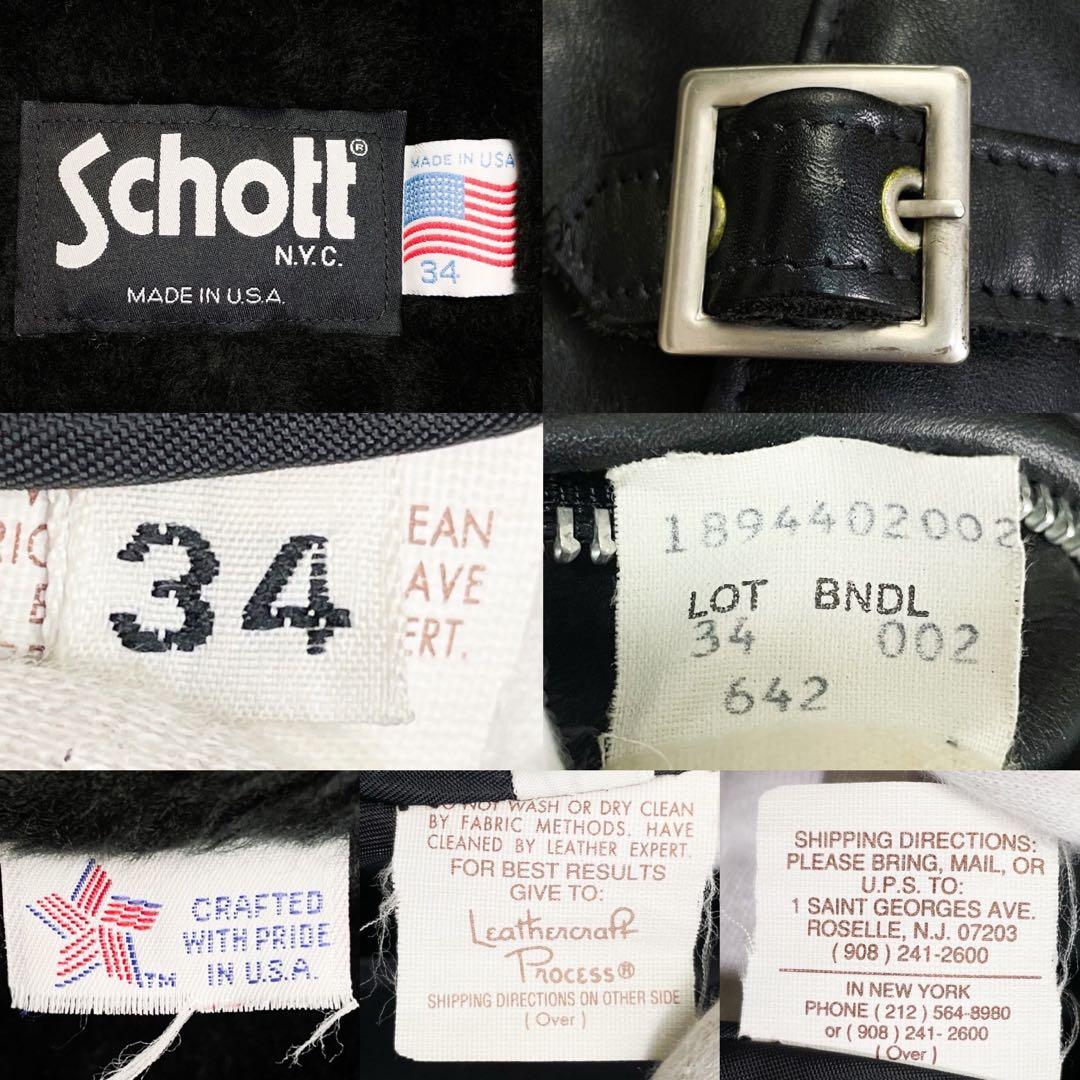 Schott®
N.Y.C.
MADE IN U.S.A.
MADE IN USA
34
34
EAN
AVE
ERT.
1894402002
LOT BNDL
34 002
642
CRAFTED
WITH PRIDE
IN U.S.A.
TM
DO NOT WASH OR DRY CLEAN
BY FABRIC METHODS. HAVE
CLEANED BY LEATHER EXPERT.
FOR BEST RESULTS
GIVE TO:
Leathercraft
Process®
SHIPPING DIRECTIONS ON OTHER SIDE
( Over )
SHIPPING DIRECTIONS:
PLEASE BRING, MAIL, OR
U.P.S. TO:
1 SAINT GEORGES AVE.
ROSELLE, N.J. 07203
( 908 ) 241-2600
IN NEW YORK
PHONE ( 212 ) 564-8980
or ( 908 ) 241- 2600
( Over )